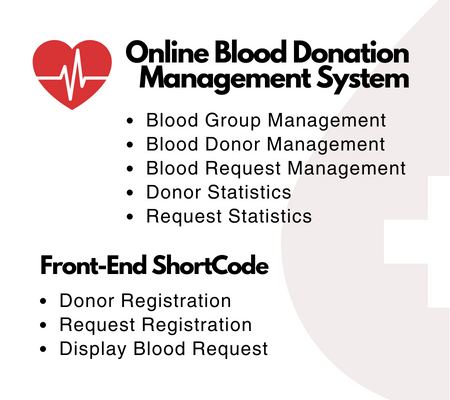 Online Blood Donation
Management System
• Blood Group Management
• Blood Donor Management
• Blood Request Management
• Donor Statistics
• Request Statistics
Front-End ShortCode
• Donor Registration
• Request Registration
• Display Blood Request